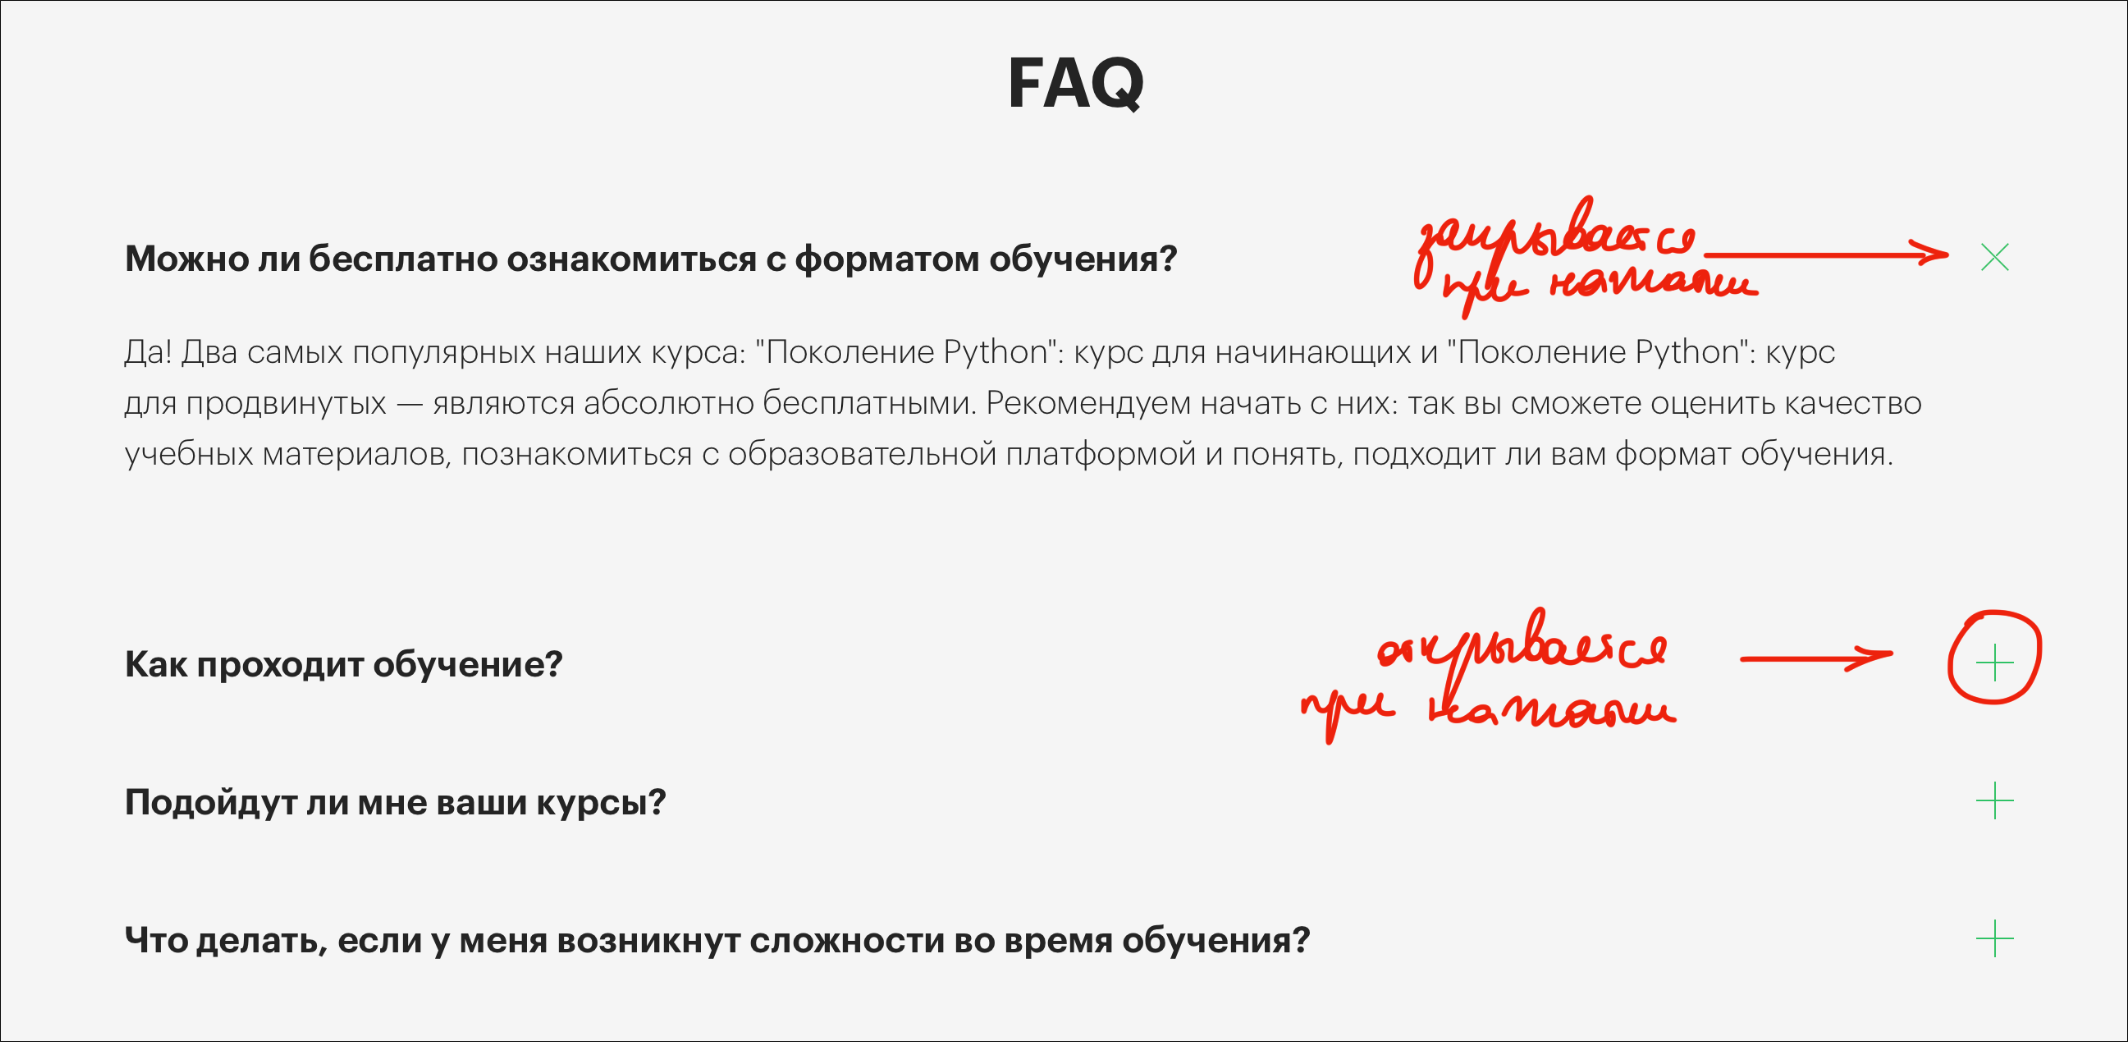 FAQ
Можно ли бесплатно ознакомиться с форматом обучения?
закрывается
при нажатии
Да! Два самых популярных наших курса: "Поколение Python": курс для начинающих и "Поколение Python": курс
для продвинутых — являются абсолютно бесплатными. Рекомендуем начать с них: так вы сможете оценить качество
учебных материалов, познакомиться с образовательной платформой и понять, подходит ли вам формат обучения.
Как проходит обучение?
открывается
при нажатии
Подойдут ли мне ваши курсы?
Что делать, если у меня возникнут сложности во время обучения?